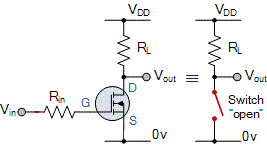 VDD VDD
RL RL
D Vout ≡ Vout
Rin
G
Vin
S
Switch
"open"
0v 0v